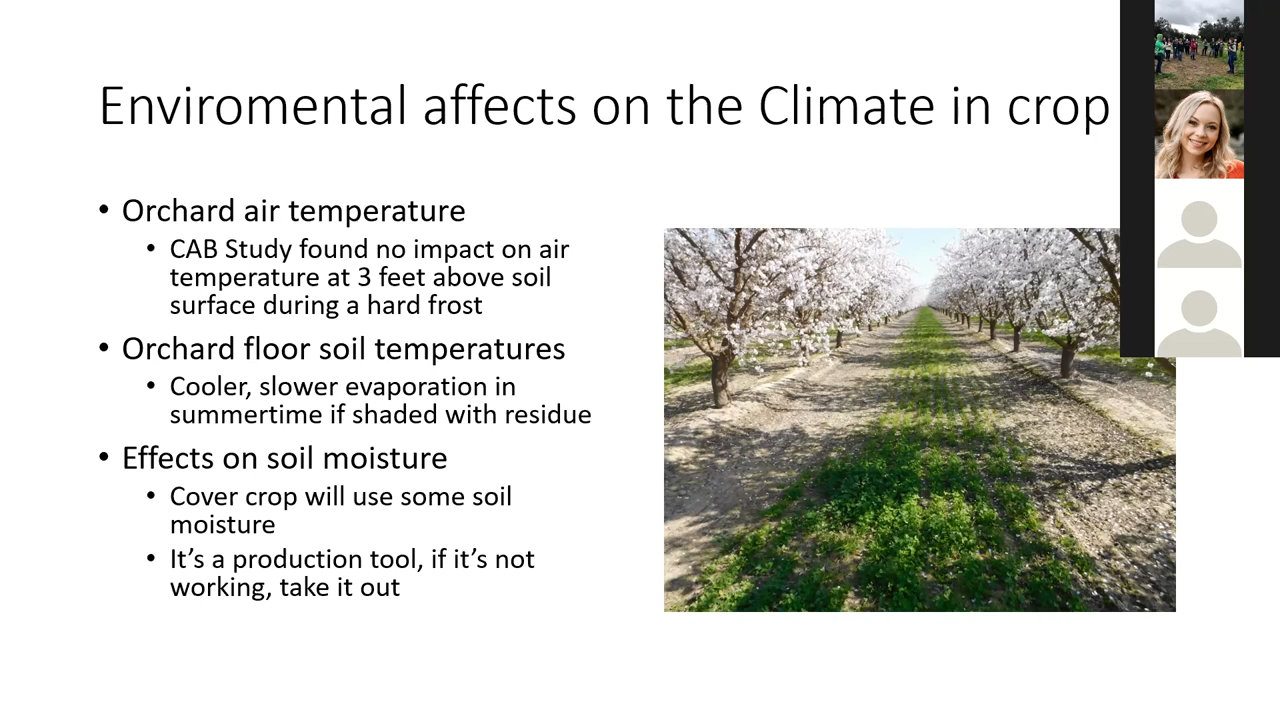 Enviromental affects on the Climate in crop
• Orchard air temperature
• CAB Study found no impact on air
temperature at 3 feet above soil
surface during a hard frost
• Orchard floor soil temperatures
• Cooler, slower evaporation in
summertime if shaded with residue
• Effects on soil moisture
• Cover crop will use some soil
moisture
• It’s a production tool, if it’s not
working, take it out